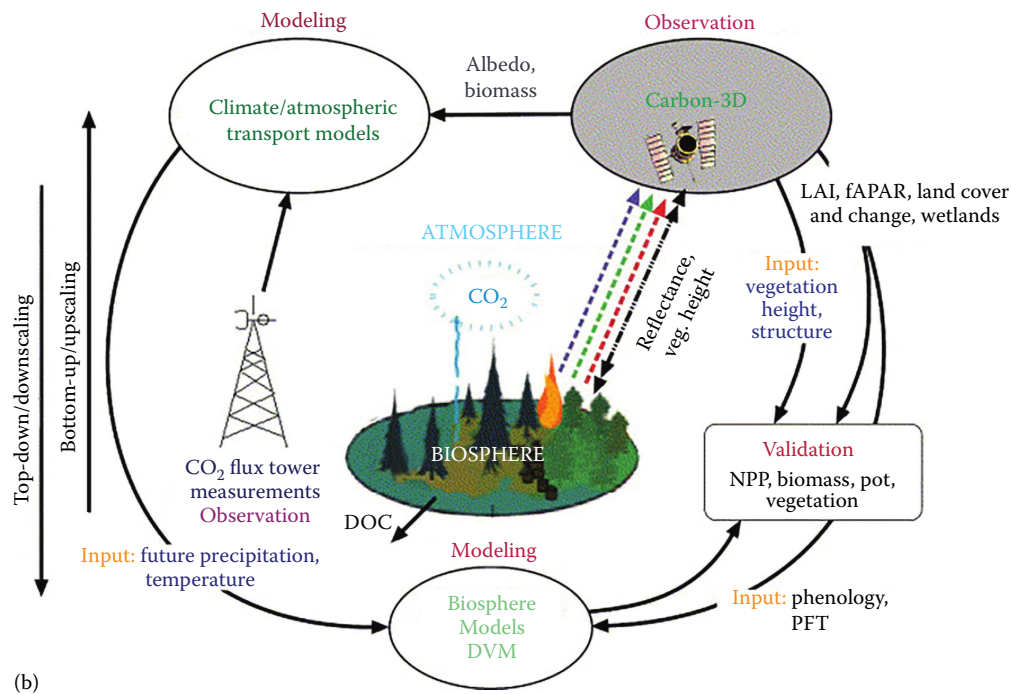 Modeling
Observation
Climate/atmospheric
transport models
Albedo,
biomass
Carbon-3D
LAI, fAPAR, land cover
and change, wetlands
ATMOSPHERE
CO₂
Reflectance,
veg. height
Input:
vegetation
height,
structure
Top-down/downscaling
Bottom-up/upscaling
BIOSPHERE
Validation
NPP, biomass, pot,
vegetation
CO₂ flux tower
measurements
Observation
DOC
Input: future precipitation,
temperature
Modeling
Biosphere
Models
DVM
Input: phenology,
PFT
(b)